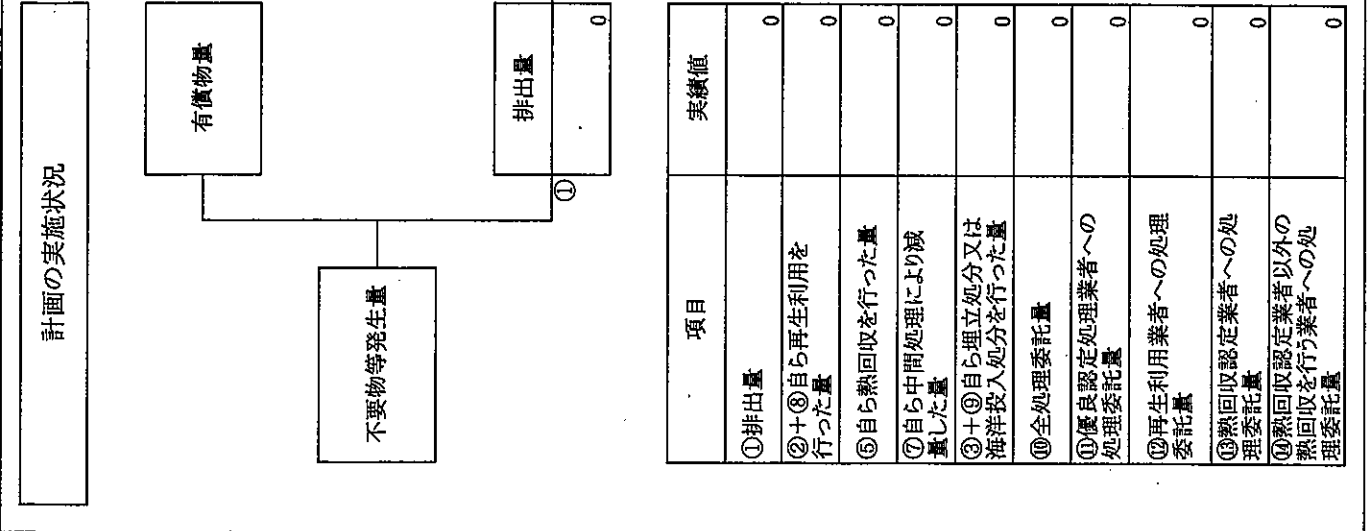 計画の実施状況
有償物量
不要物等発生量
①
排出量
0
項目 実績値
①排出量 0
②+⑧自ら再生利用を
行った量 0
⑤自ら熱回収を行った量 0
⑦自ら中間処理により減
量した量 0
③+⑨自ら埋立処分又は
海洋投入処分を行った量 0
⑩全処理委託量 0
⑪優良認定処理業者への
処理委託量 0
⑫再生利用業者への処理
委託量 0
⑬熱回収認定業者への処
理委託量 0
⑭熱回収認定業者以外の
熱回収を行う業者への処
理委託量 0